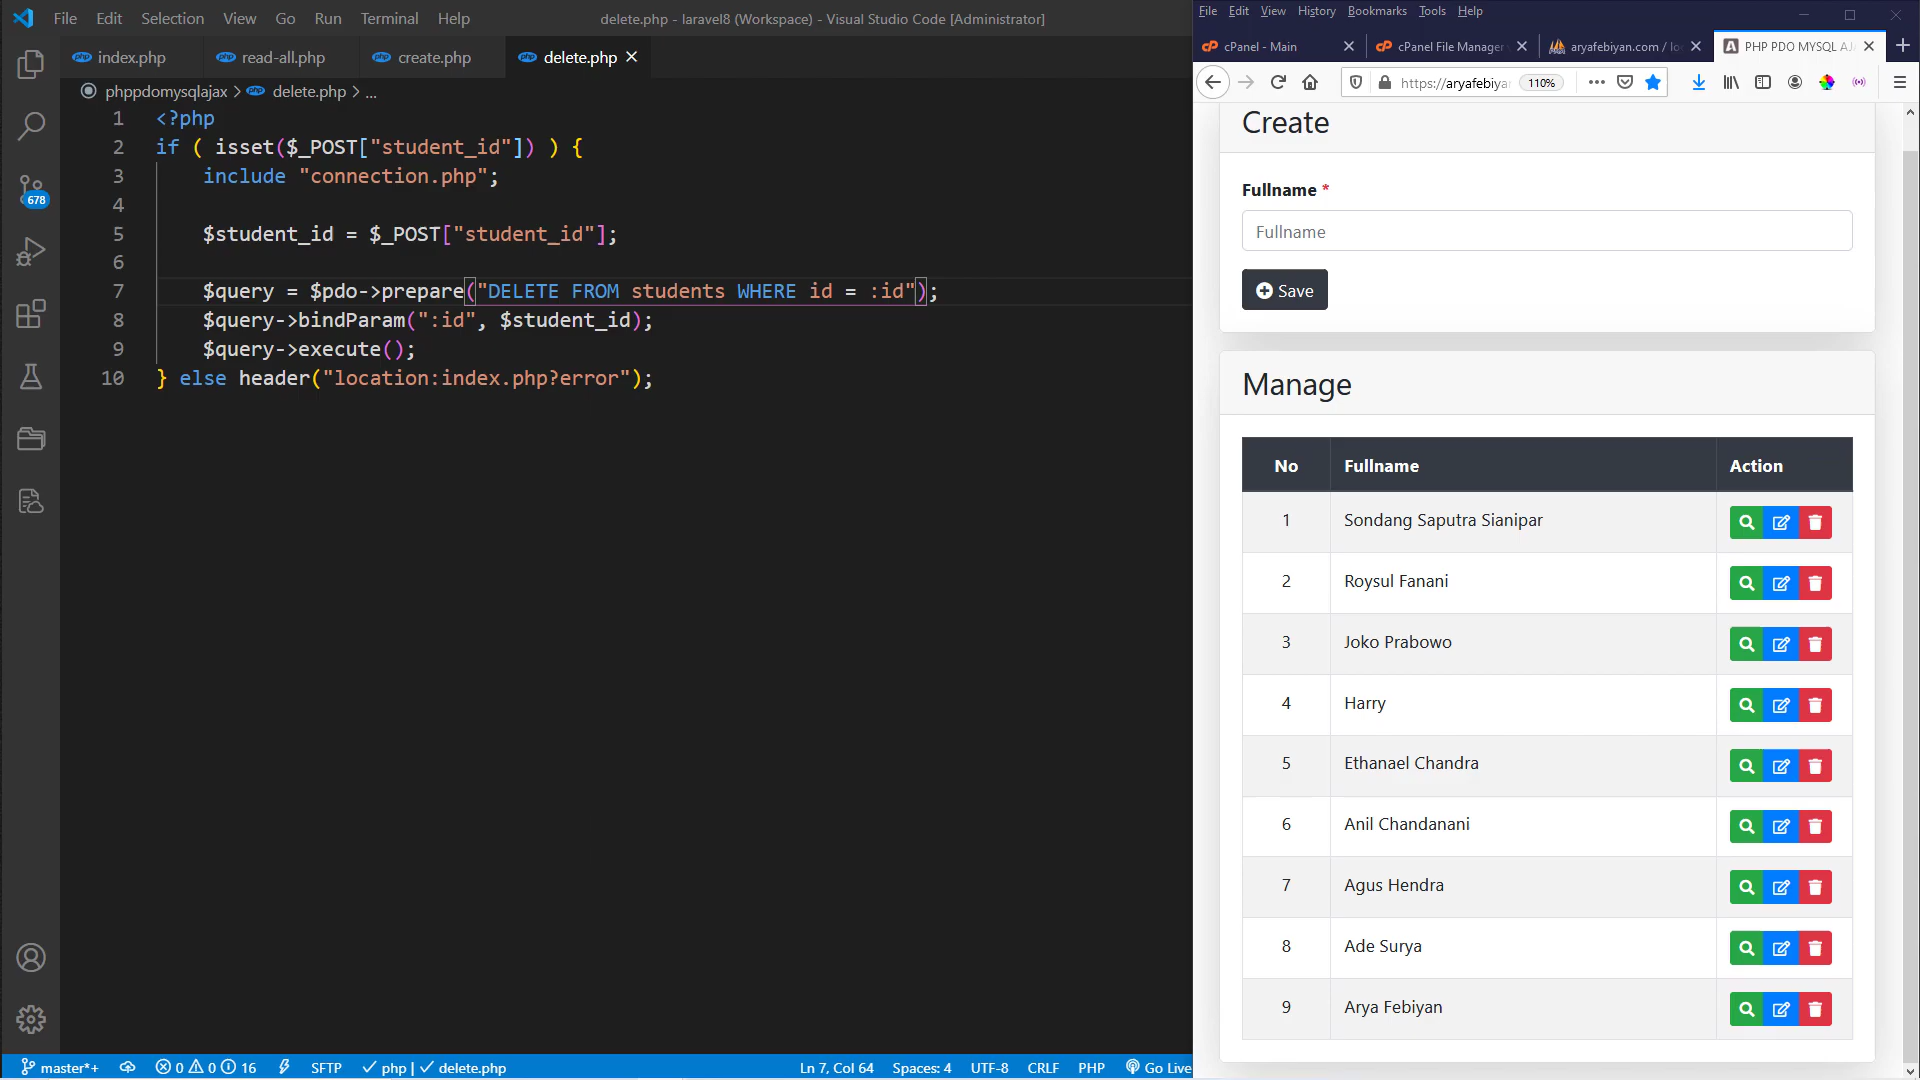 File Edit Selection View Go Run Terminal Help
delete.php - laravel8 (Workspace) - Visual Studio Code [Administrator]
index.php
read-all.php
create.php
delete.php
phppdomysqlajax > delete.php > ...
1 <?php
2 if ( isset($_POST["student_id"]) ) {
3 include "connection.php";
4
5 $student_id = $_POST["student_id"];
6
7 $query = $pdo->prepare("DELETE FROM students WHERE id = :id");
8 $query->bindParam(":id", $student_id);
9 $query->execute();
10 } else header("location:index.php?error");
678
master*+ 0 0 16 SFTP php | delete.php Ln 7, Col 64 Spaces: 4 UTF-8 CRLF PHP Go Live
File Edit View History Bookmarks Tools Help
cPanel - Main
cPanel File Manager
aryafebiyan.com / lo
PHP PDO MYSQL AJA
https://aryafebiyan 110%
Create
Fullname *
Fullname
Save
Manage
No Fullname Action
1 Sondang Saputra Sianipar
2 Roysul Fanani
3 Joko Prabowo
4 Harry
5 Ethanael Chandra
6 Anil Chandanani
7 Agus Hendra
8 Ade Surya
9 Arya Febiyan